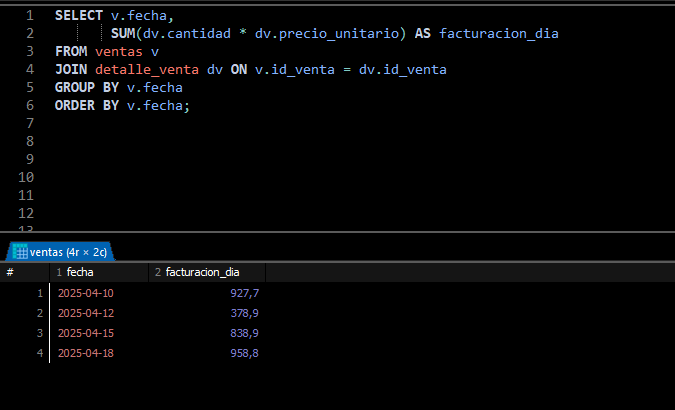 1 SELECT v.fecha,
2 SUM(dv.cantidad * dv.precio_unitario) AS facturacion_dia
3 FROM ventas v
4 JOIN detalle_venta dv ON v.id_venta = dv.id_venta
5 GROUP BY v.fecha
6 ORDER BY v.fecha;
7
8
9
10
11
12
13
ventas (4r × 2c)
# 1 fecha 2 facturacion_dia
1 2025-04-10 927,7
2 2025-04-12 378,9
3 2025-04-15 838,9
4 2025-04-18 958,8